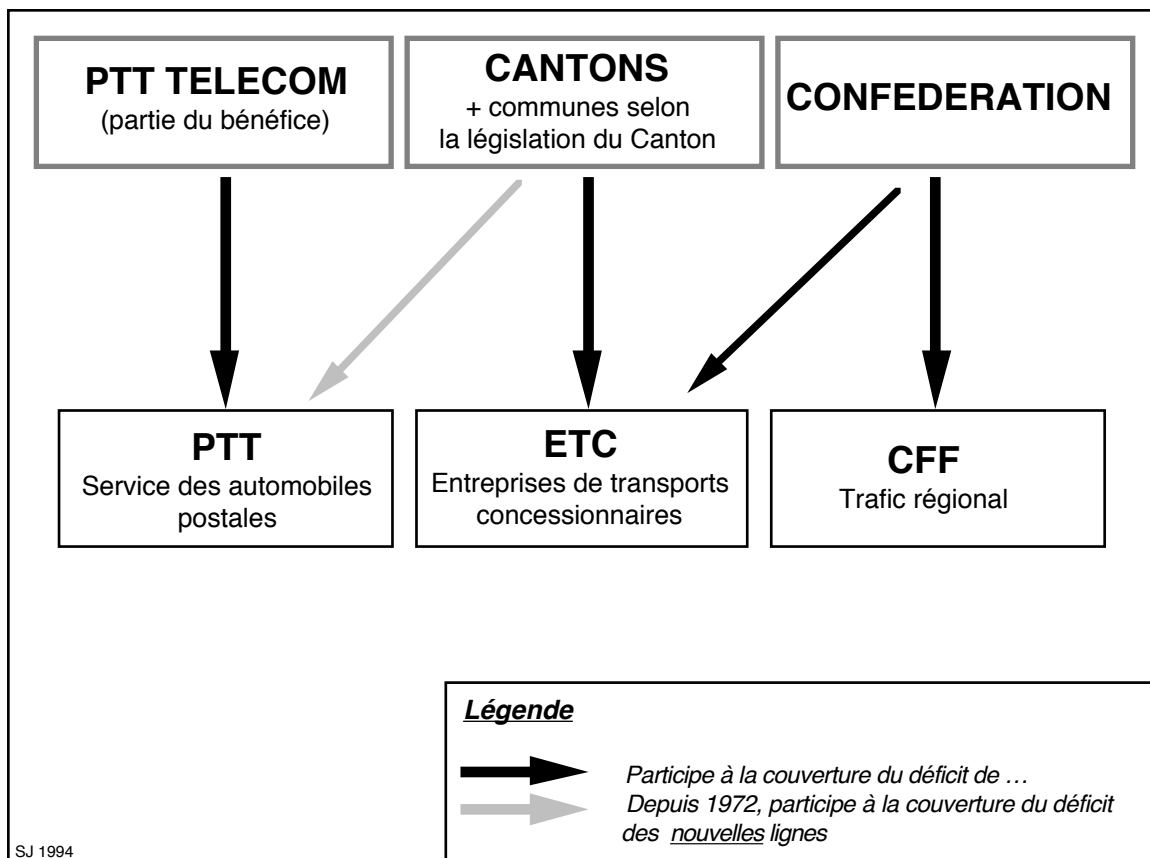 PTT TELECOM
(partie du bénéfice)
CANTONS
+ communes selon
la législation du Canton
CONFEDERATION
PTT
Service des automobiles
postales
ETC
Entreprises de transports
concessionnaires
CFF
Trafic régional
Légende
Participe à la couverture du déficit de …
Depuis 1972, participe à la couverture du déficit
des nouvelles lignes
SJ 1994